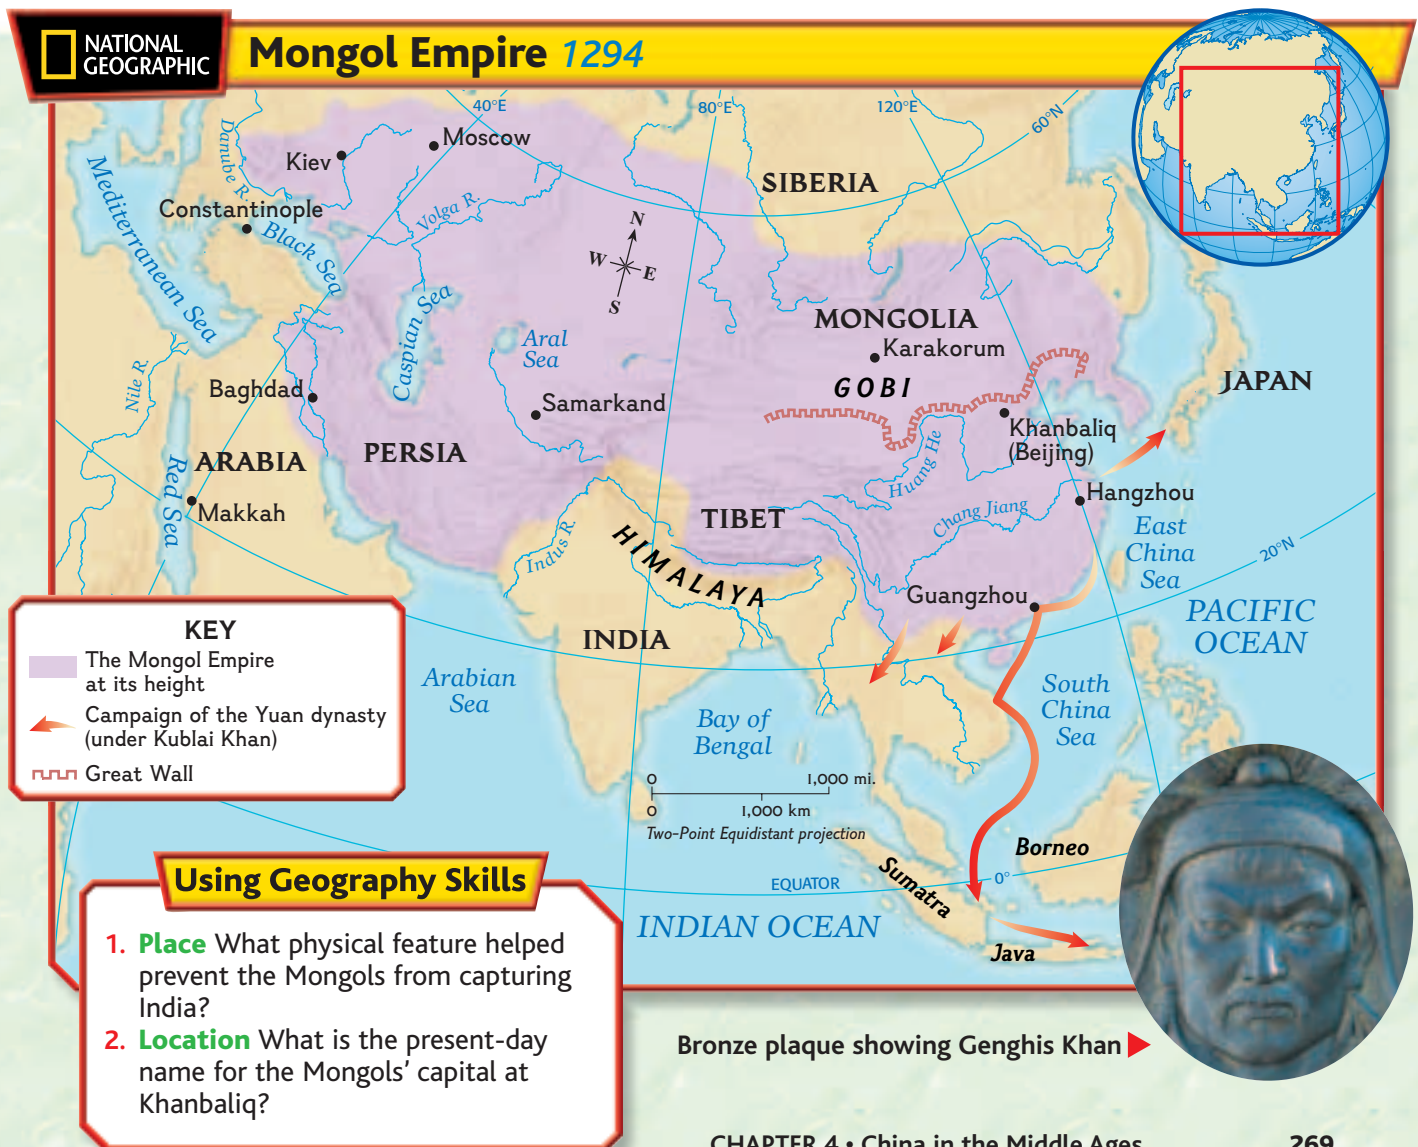 NATIONAL
GEOGRAPHIC
Mongol Empire 1294
40°E
80°E
120°E
60°N
Moscow
Kiev
Danube R.
SIBERIA
Mediterranean Sea
Constantinople
Volga R.
Black Sea
N
W
E
S
Caspian Sea
MONGOLIA
Aral
Sea
Karakorum
Nile R.
GOBI
JAPAN
Baghdad
Samarkand
Khanbaliq
(Beijing)
Huang He
PERSIA
ARABIA
Red Sea
Makkah
Hangzhou
Chang Jiang
TIBET
East
China
Sea
Indus R.
20°N
HIMALAYA
Guangzhou
PACIFIC
OCEAN
INDIA
KEY
The Mongol Empire
at its height
Campaign of the Yuan dynasty
(under Kublai Khan)
Great Wall
Arabian
Sea
South
China
Sea
Bay of
Bengal
0
1,000 mi.
0
1,000 km
Two-Point Equidistant projection
Borneo
EQUATOR
0°
Sumatra
INDIAN OCEAN
Java
Using Geography Skills
1. Place What physical feature helped
prevent the Mongols from capturing
India?
2. Location What is the present-day
name for the Mongols' capital at
Khanbaliq?
Bronze plaque showing Genghis Khan
CHAPTER 4 • China in the Middle Ages
269